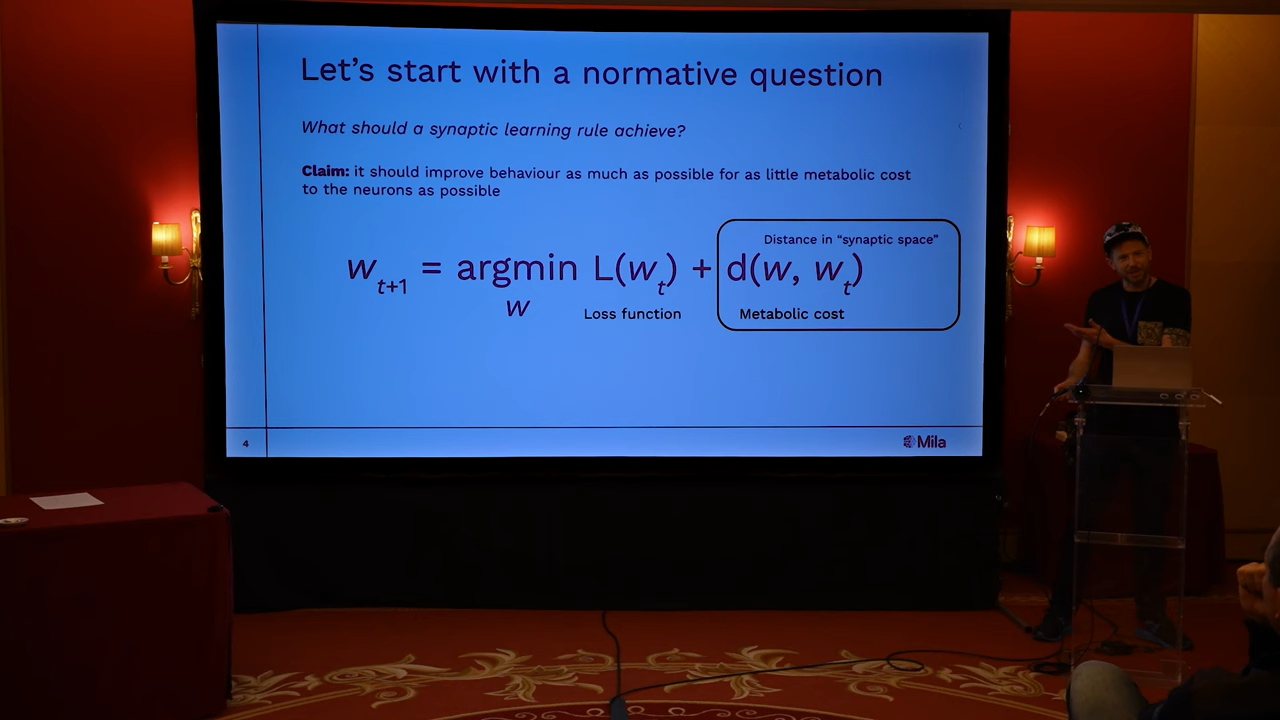 Let's start with a normative question
What should a synaptic learning rule achieve?
Claim: it should improve behaviour as much as possible for as little metabolic cost
to the neurons as possible
Distance in “synaptic space”
w_{t+1} = argmin L(w_t) + d(w, w_t)
w
Loss function
Metabolic cost
4
Mila